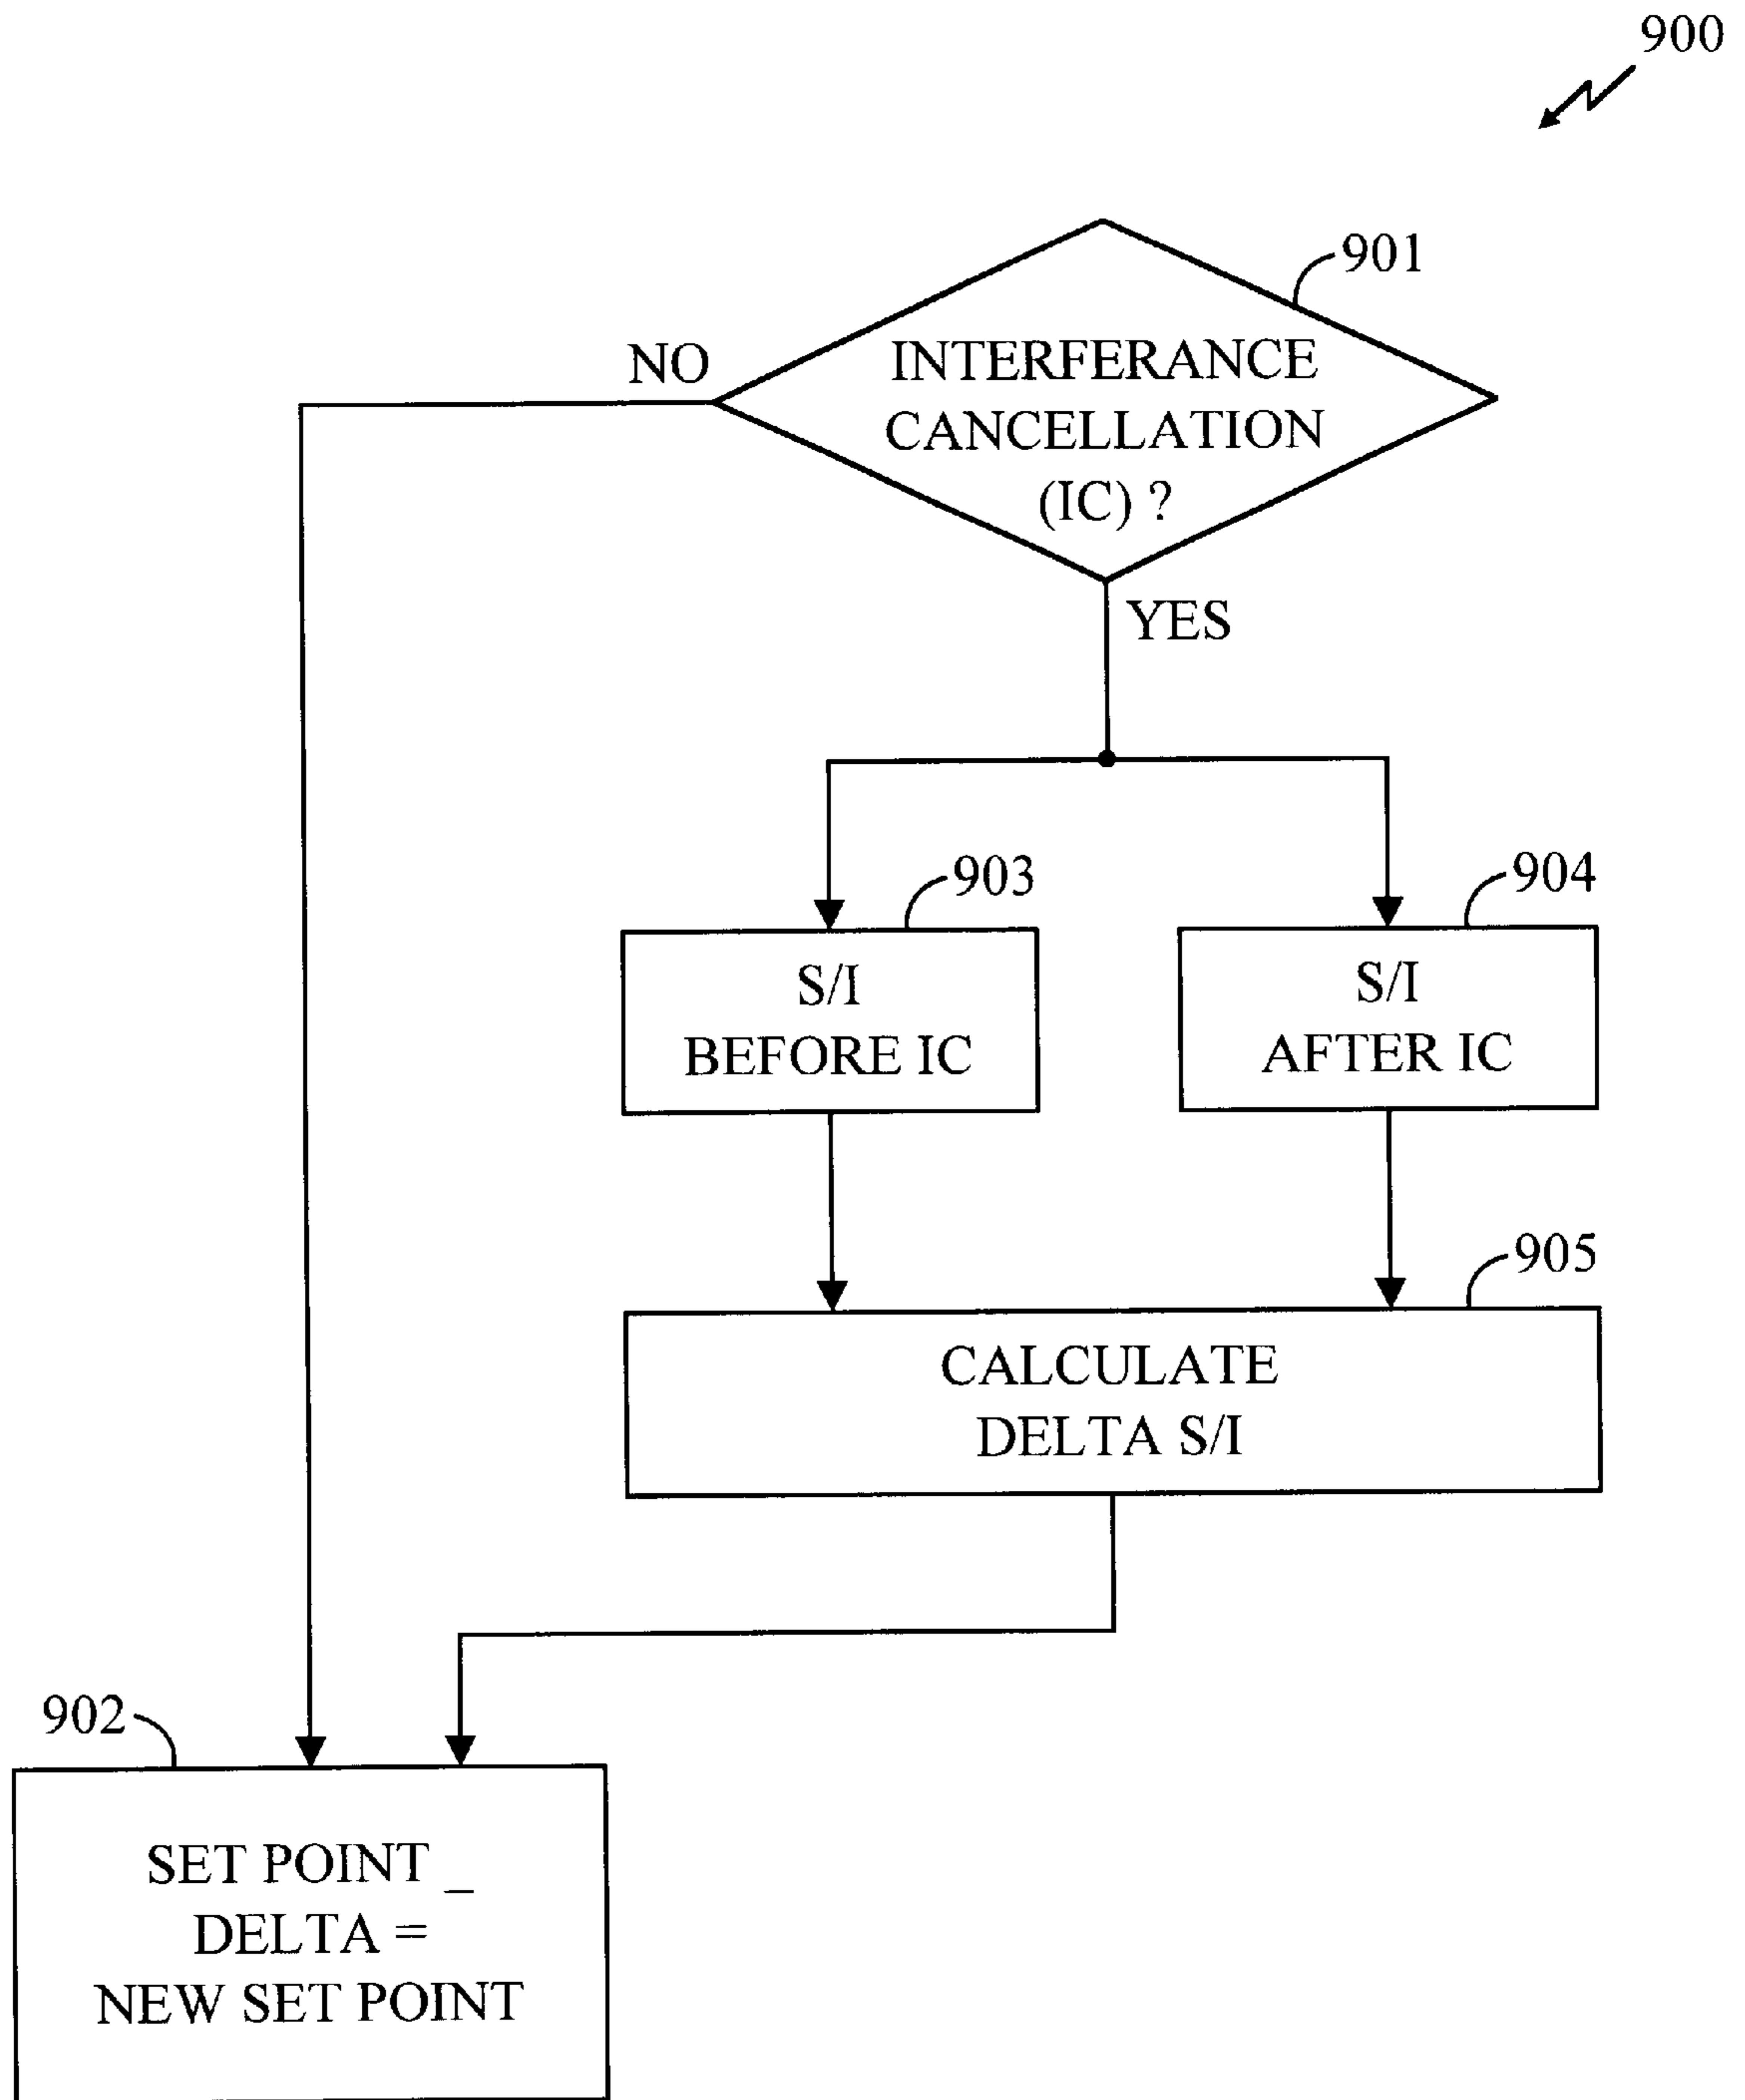 900
901
NO
INTERFERANCE
CANCELLATION
(IC) ?
YES
903
904
S/I
BEFORE IC
S/I
AFTER IC
905
CALCULATE
DELTA S/I
902
SET POINT _
DELTA =
NEW SET POINT